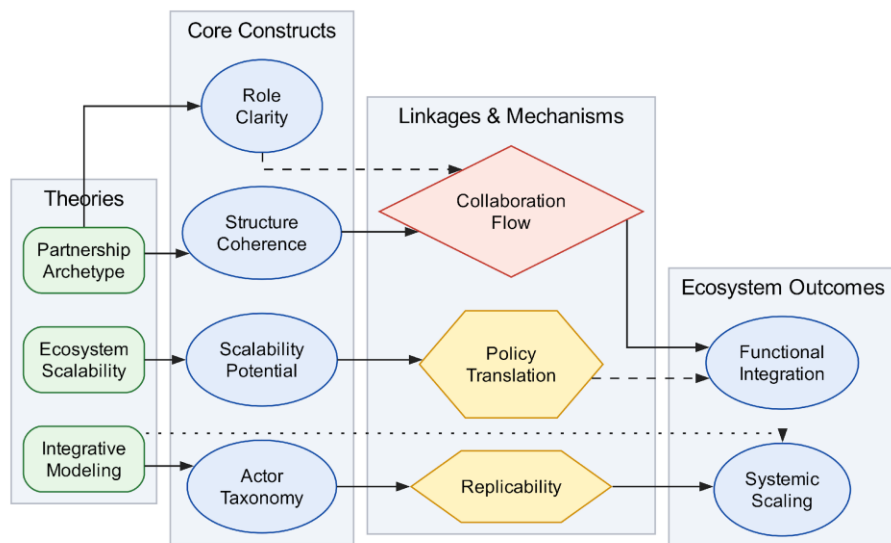 Theories
Partnership
Archetype
Ecosystem
Scalability
Integrative
Modeling
Core Constructs
Role
Clarity
Structure
Coherence
Scalability
Potential
Actor
Taxonomy
Linkages & Mechanisms
Collaboration
Flow
Policy
Translation
Replicability
Ecosystem Outcomes
Functional
Integration
Systemic
Scaling